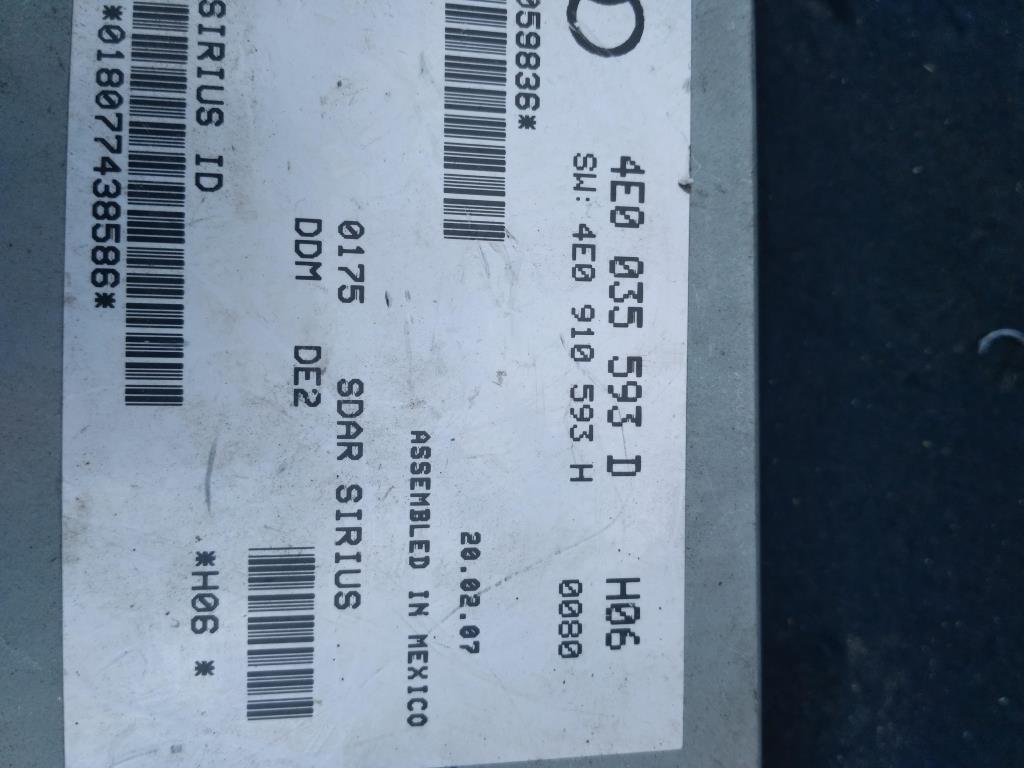 4E0 035 593 D H06
SW: 4E0 910 593 H 0080
059836*
20.02.07
ASSEMBLED IN MEXICO
0175 SDAR SIRIUS
DDM DE2
SIRIUS ID
*H06 *
*018077438586*